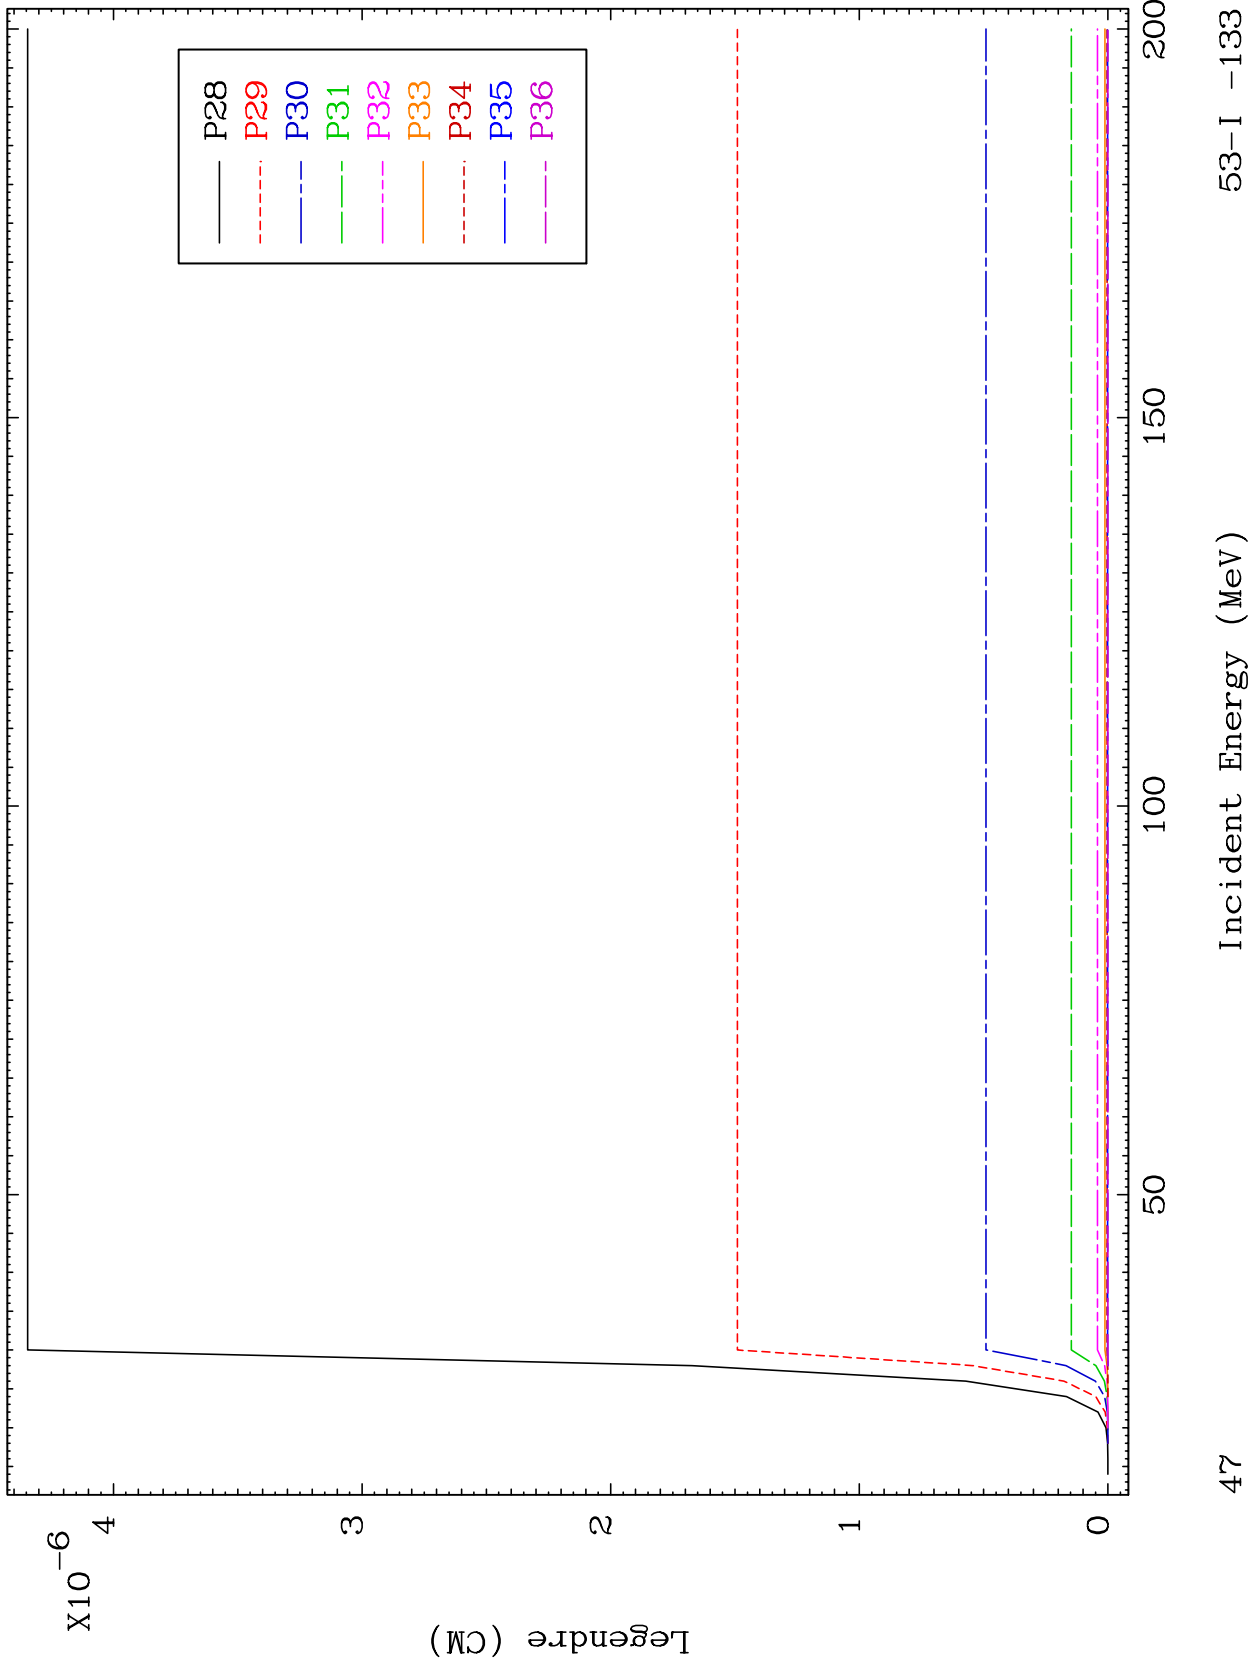 X10-6
4
3
2
1
0
Legendre (CM)
P28
P29
P30
P31
P32
P33
P34
P35
P36
50
100
150
200
47
Incident Energy (MeV)
53-I -133